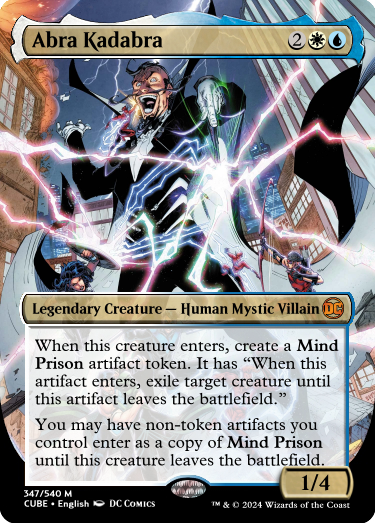 Abra Kadabra 2
Legendary Creature — Human Mystic Villain DC
When this creature enters, create a Mind
Prison artifact token. It has “When this
artifact enters, exile target creature until
this artifact leaves the battlefield.”
You may have non-token artifacts you
control enter as a copy of Mind Prison
until this creature leaves the battlefield.
1/4
347/540 M
CUBE • English DC COMICS
™ & © 2024 Wizards of the Coast